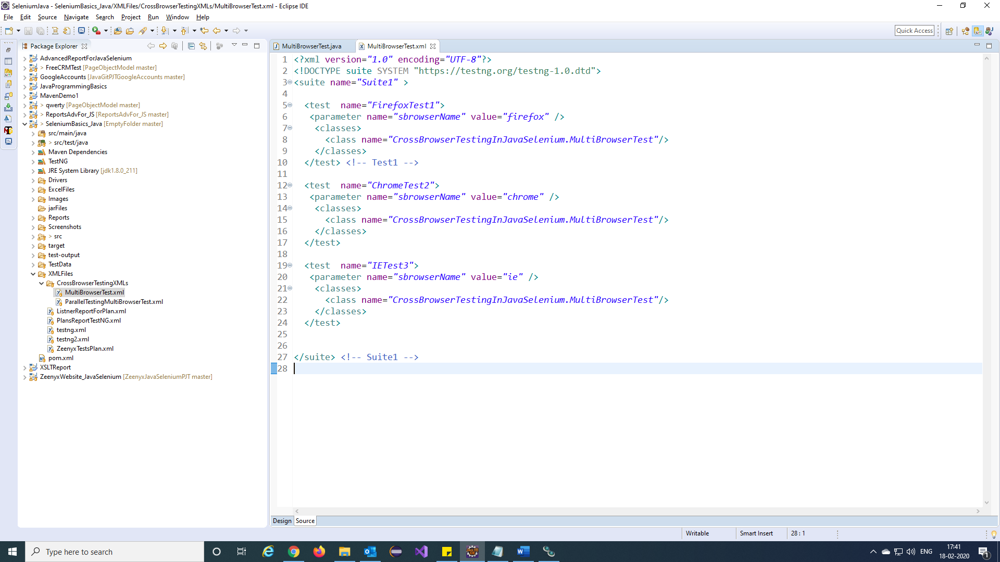 SeleniumJava - SeleniumBasics_Java/XMLFiles/CrossBrowserTestingXMLs/MultiBrowserTest.xml - Eclipse IDE
File Edit Source Navigate Search Project Run Window Help
Quick Access
Package Explorer
AdvancedReportForJavaSelenium
> FreeCRMTest [PageObjectModel master]
GoogleAccounts [JavaGitPJTGoogleAccounts master]
JavaProgrammingBasics
MavenDemo1
> qwerty [PageObjectModel master]
> ReportsAdvFor_JS [ReportsAdvFor_JS master]
> SeleniumBasics_Java [EmptyFolder master]
src/main/java
> src/test/java
Maven Dependencies
TestNG
JRE System Library [jdk1.8.0_211]
Drivers
ExcelFiles
Images
jarFiles
Reports
Screenshots
> src
target
test-output
TestData
XMLFiles
CrossBrowserTestingXMLs
MultiBrowserTest.xml
ParallelTestingMultiBrowserTest.xml
ListnerReportForPlan.xml
PlansReportTestNG.xml
testng.xml
testng2.xml
ZeenyxTestsPlan.xml
pom.xml
XSLTReport
ZeenyxWebsite_JavaSelenium [ZeenyxJavaSeleniumPJT master]
MultiBrowserTest.java MultiBrowserTest.xml
1 <?xml version="1.0" encoding="UTF-8"?>
2 <!DOCTYPE suite SYSTEM "https://testng.org/testng-1.0.dtd">
3 <suite name="Suite1" >
4
5 <test  name="FirefoxTest1">
6 <parameter name="sbrowserName" value="firefox" />
7 <classes>
8 <class name="CrossBrowserTestingInJavaSelenium.MultiBrowserTest"/>
9 </classes>
10 </test> <!-- Test1 -->
11
12 <test  name="ChromeTest2">
13 <parameter name="sbrowserName" value="chrome" />
14 <classes>
15 <class name="CrossBrowserTestingInJavaSelenium.MultiBrowserTest"/>
16 </classes>
17 </test>
18
19 <test  name="IETest3">
20 <parameter name="sbrowserName" value="ie" />
21 <classes>
22 <class name="CrossBrowserTestingInJavaSelenium.MultiBrowserTest"/>
23 </classes>
24 </test>
25
26
27 </suite> <!-- Suite1 -->
28
Design Source
Writable Smart Insert 28 : 1
Type here to search
ENG
17:41
18-02-2020
1